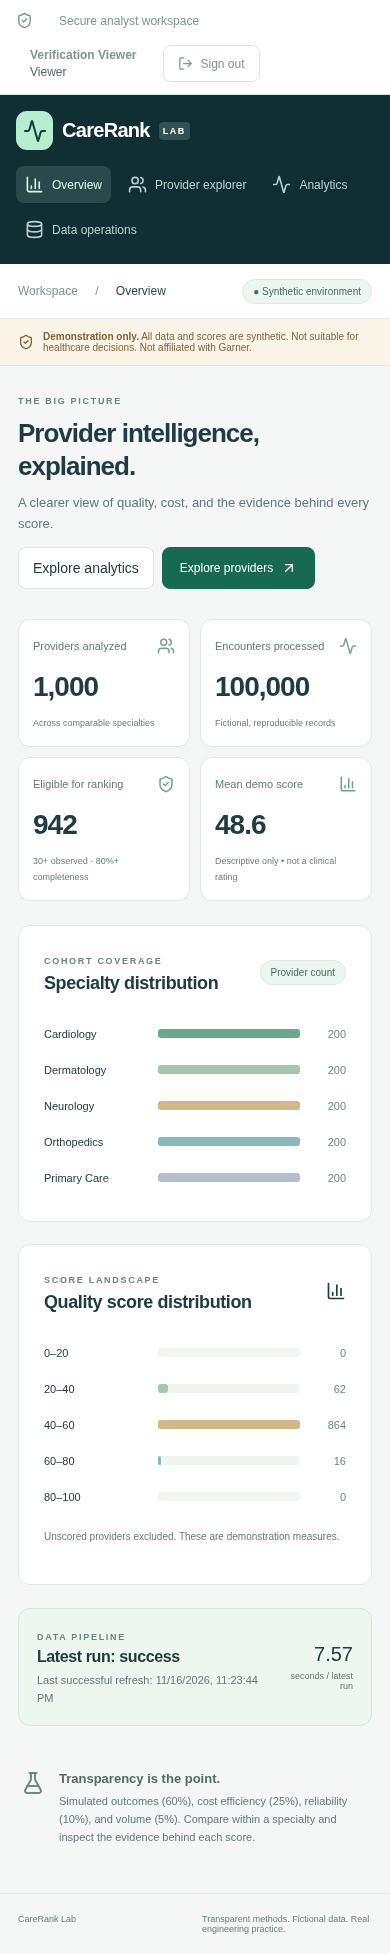 Secure analyst workspace
Verification Viewer
Viewer
Sign out
CareRank LAB
Overview
Provider explorer
Analytics
Data operations
Workspace / Overview
● Synthetic environment
Demonstration only. All data and scores are synthetic. Not suitable for
healthcare decisions. Not affiliated with Garner.
THE BIG PICTURE
Provider intelligence,
explained.
A clearer view of quality, cost, and the evidence behind every
score.
Explore analytics
Explore providers
Providers analyzed
1,000
Across comparable specialties
Encounters processed
100,000
Fictional, reproducible records
Eligible for ranking
942
30+ observed · 80%+
completeness
Mean demo score
48.6
Descriptive only • not a clinical
rating
COHORT COVERAGE
Specialty distribution
Provider count
Cardiology 200
Dermatology 200
Neurology 200
Orthopedics 200
Primary Care 200
SCORE LANDSCAPE
Quality score distribution
0–20 0
20–40 62
40–60 864
60–80 16
80–100 0
Unscored providers excluded. These are demonstration measures.
DATA PIPELINE
Latest run: success
Last successful refresh: 11/16/2026, 11:23:44
PM
7.57
seconds / latest
run
Transparency is the point.
Simulated outcomes (60%), cost efficiency (25%), reliability
(10%), and volume (5%). Compare within a specialty and
inspect the evidence behind each score.
CareRank Lab
Transparent methods. Fictional data. Real
engineering practice.